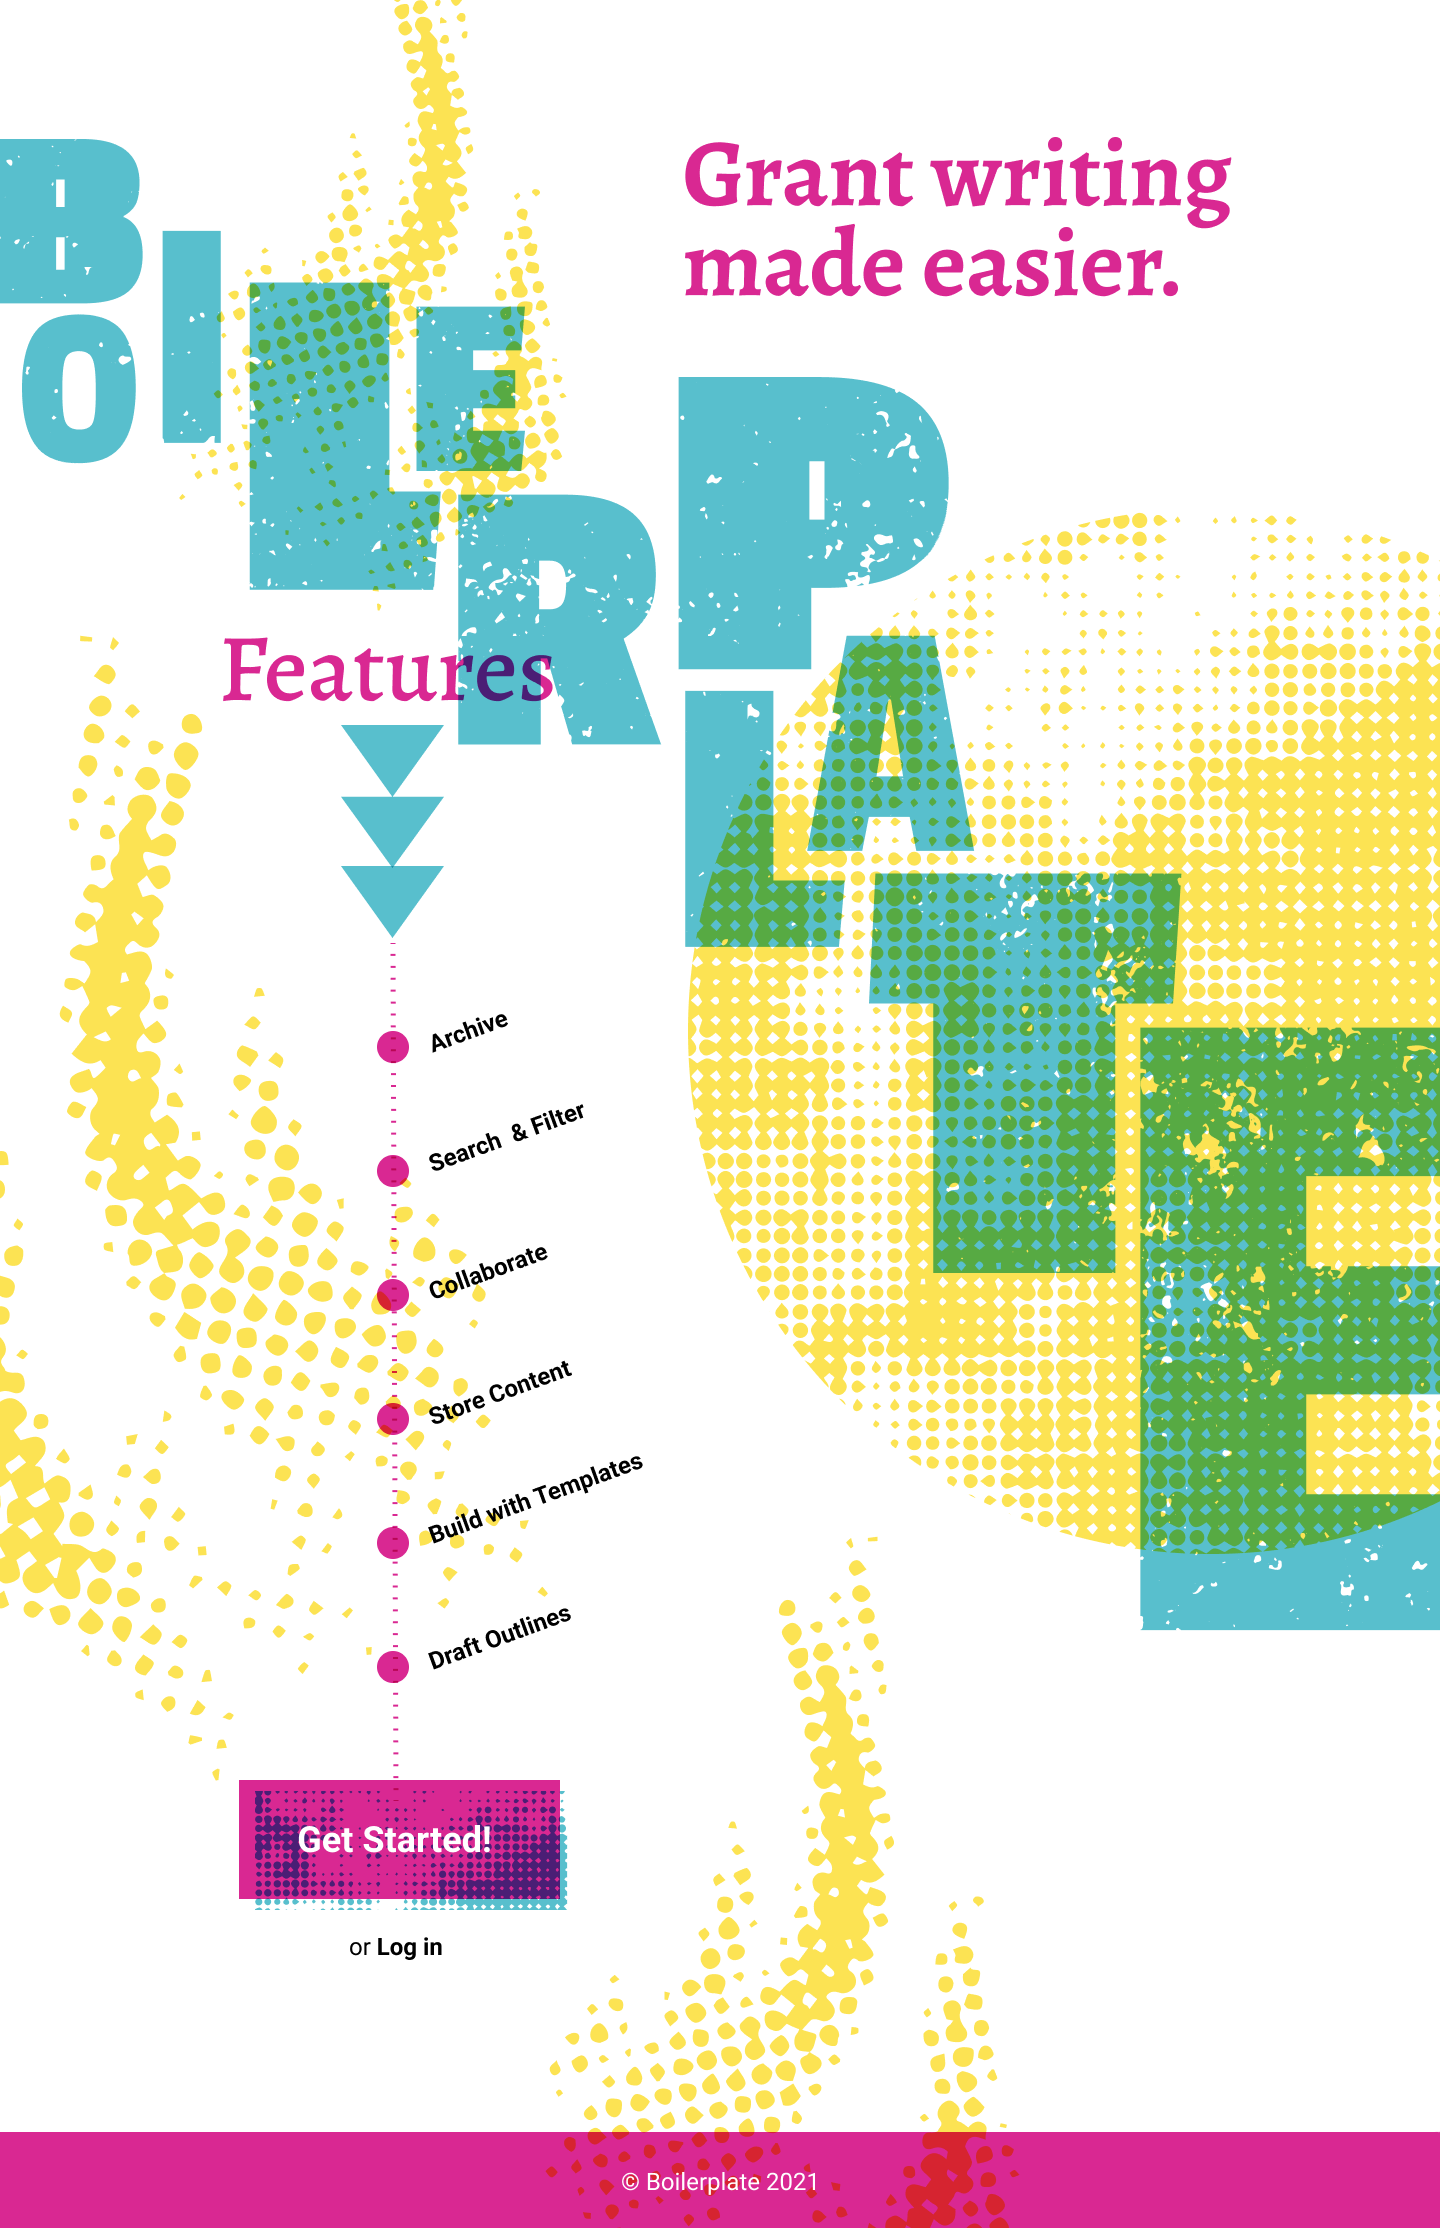 BOILERPLATE
Grant writing
made easier.
Features
Archive
Search & Filter
Collaborate
Store Content
Build with Templates
Draft Outlines
Get Started!
or Log in
© Boilerplate 2021